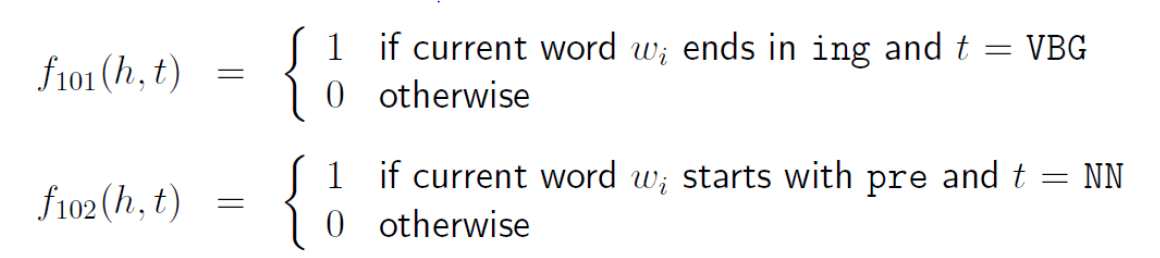 f₁₀₁(h, t) = { 1 if current word wᵢ ends in ing and t = VBG
0 otherwise
f₁₀₂(h, t) = { 1 if current word wᵢ starts with pre and t = NN
0 otherwise